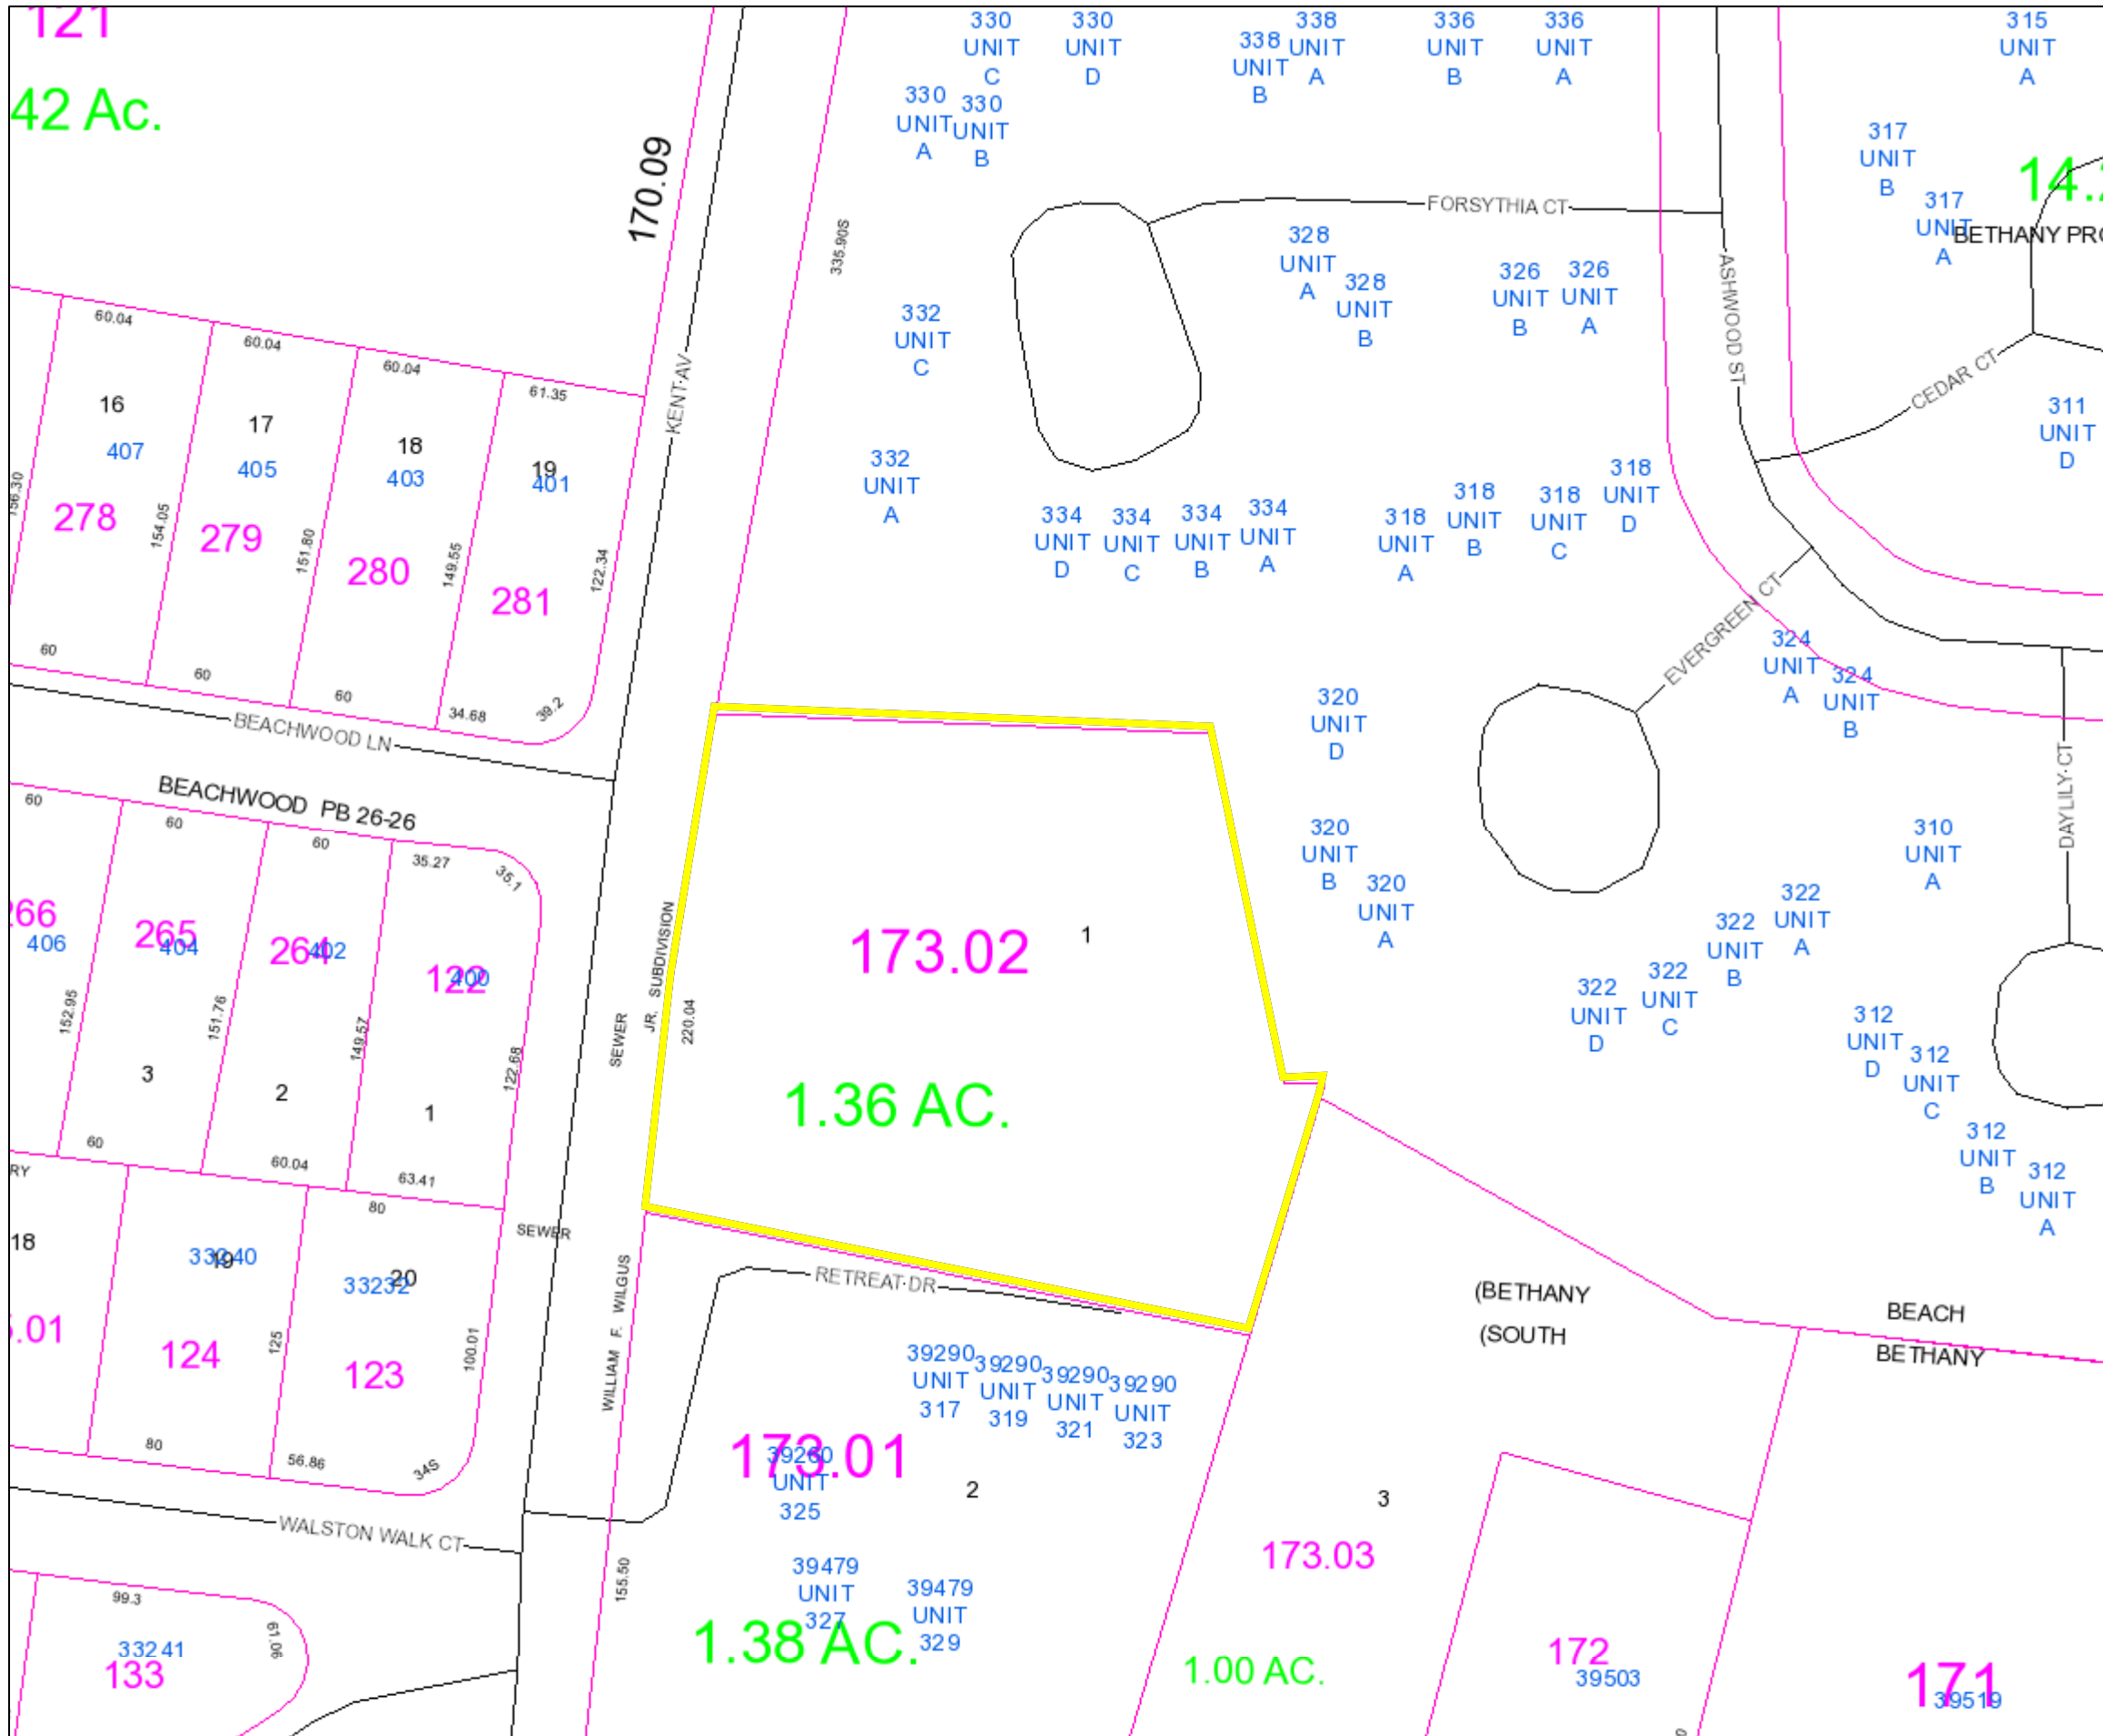 121
42 Ac.
170.09
330
UNIT
C
330
UNIT
D
338
UNIT
B
338
UNIT
A
336
UNIT
B
336
UNIT
A
315
UNIT
A
330
UNIT
A
330
UNIT
B
317
UNIT
B
317
UNIT
A
BETHANY PRO
FORSYTHIA CT
ASHWOOD ST
CEDAR CT
335.90S
KENT AV
328
UNIT
A
328
UNIT
B
326
UNIT
B
326
UNIT
A
332
UNIT
C
332
UNIT
A
311
UNIT
D
334
UNIT
D
334
UNIT
C
334
UNIT
B
334
UNIT
A
318
UNIT
A
318
UNIT
B
318
UNIT
C
318
UNIT
D
60.04
60.04
60.04
61.35
16
407
278
154.05
17
405
279
151.80
18
403
280
149.55
19
401
281
122.34
60
60
60
34.68
39.2
BEACHWOOD LN
BEACHWOOD PB 26-26
EVERGREEN CT
324
UNIT
A
324
UNIT
B
DAYLILY CT
320
UNIT
D
320
UNIT
B
320
UNIT
A
310
UNIT
A
322
UNIT
A
322
UNIT
B
322
UNIT
C
322
UNIT
D
312
UNIT
D
312
UNIT
C
312
UNIT
B
312
UNIT
A
60
60
60
35.27
35.1
266
406
265
404
264
402
122
400
152.95
151.76
149.57
122.68
3
2
1
60
60.04
63.41
SEWER
JR. SUBDIVISION
220.04
173.02
1
1.36 AC.
RY
18
33240
19
124
80
33232
20
123
125
100.01
80
56.86
34S
SEWER
WILLIAM F. WILGUS
RETREAT DR
39290
UNIT
317
39290
UNIT
319
39290
UNIT
321
39290
UNIT
323
173.01
39260
UNIT
325
2
39479
UNIT
327
39479
UNIT
329
1.38 AC.
155.50
WALSTON WALK CT
99.3
61.06
33241
133
(BETHANY
(SOUTH
BEACH
BETHANY
3
173.03
1.00 AC.
172
39503
171
39519